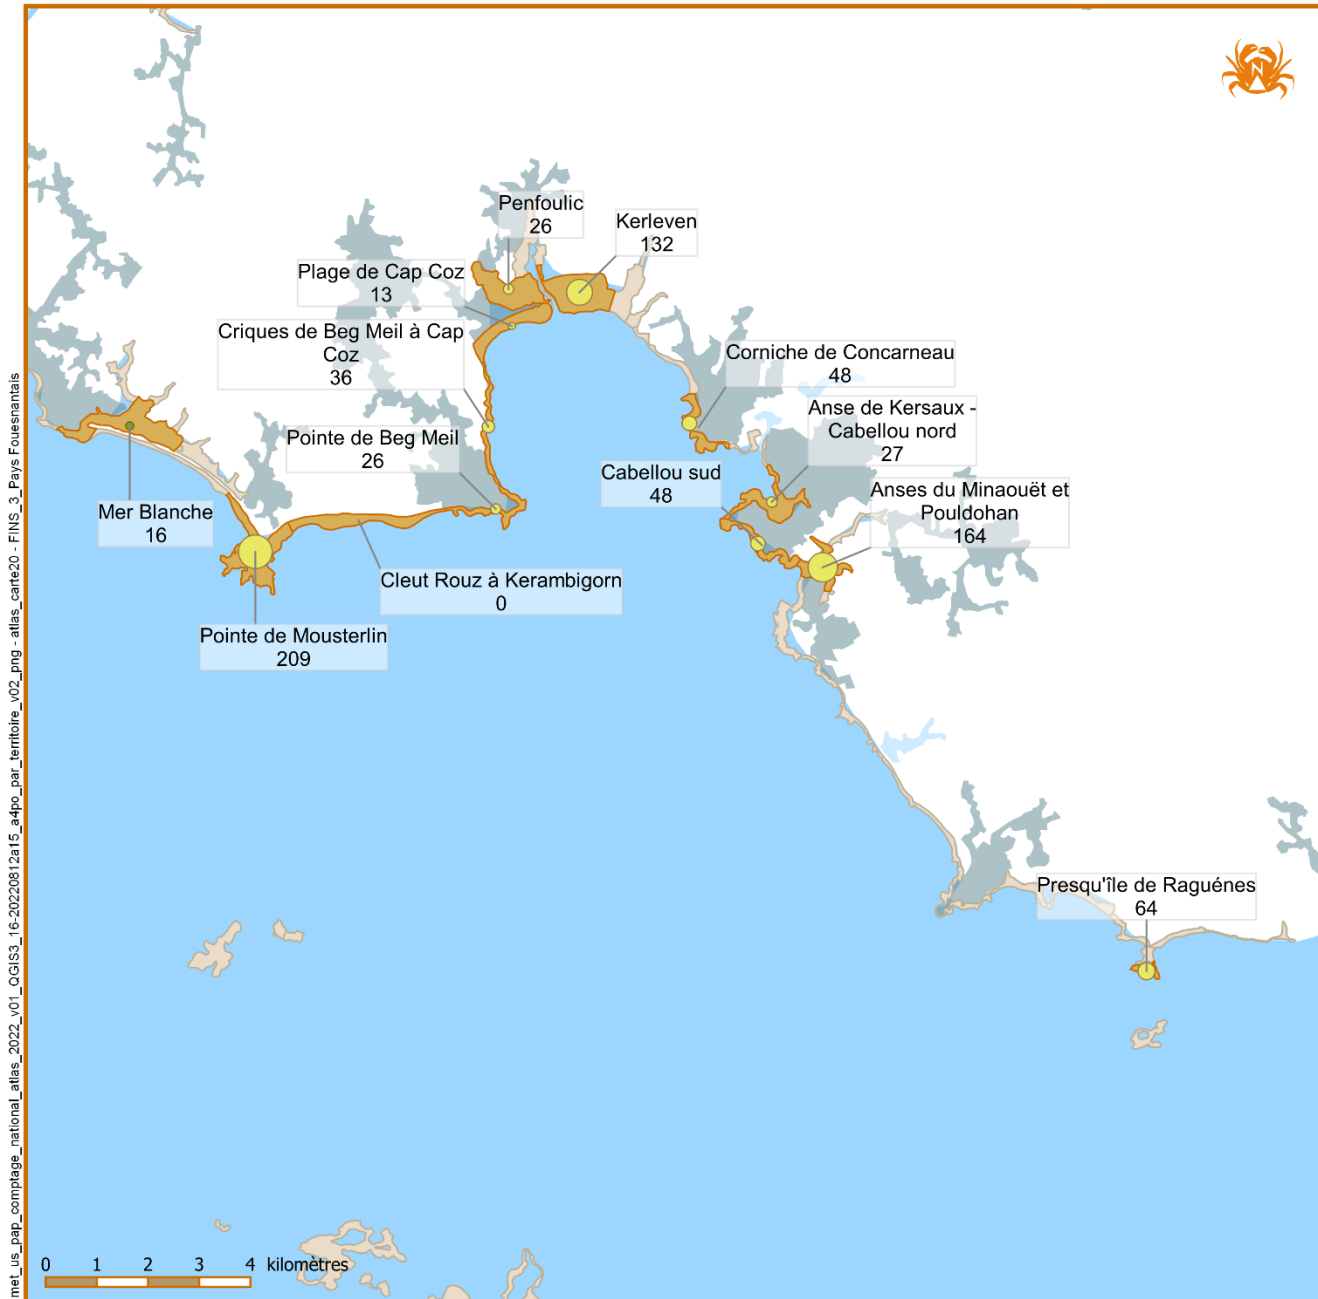 N
Penfoulic
26
Kerleven
132
Plage de Cap Coz
13
Criques de Beg Meil à Cap
Coz
36
Corniche de Concarneau
48
Anse de Kersaux -
Cabellou nord
27
Pointe de Beg Meil
26
Cabellou sud
48
Anses du Minaouët et
Pouldohan
164
Mer Blanche
16
Cleut Rouz à Kerambigorn
0
Pointe de Mousterlin
209
Presqu'île de Raguénes
64
0 1 2 3 4 kilomètres
met_us_pap_comptage_national_atlas_2022_v01_QGIS3_16-20220812a15_a4po_par_territoire_v02_png - atlas_carte20 - FINS_3_Pays Fouesnantais